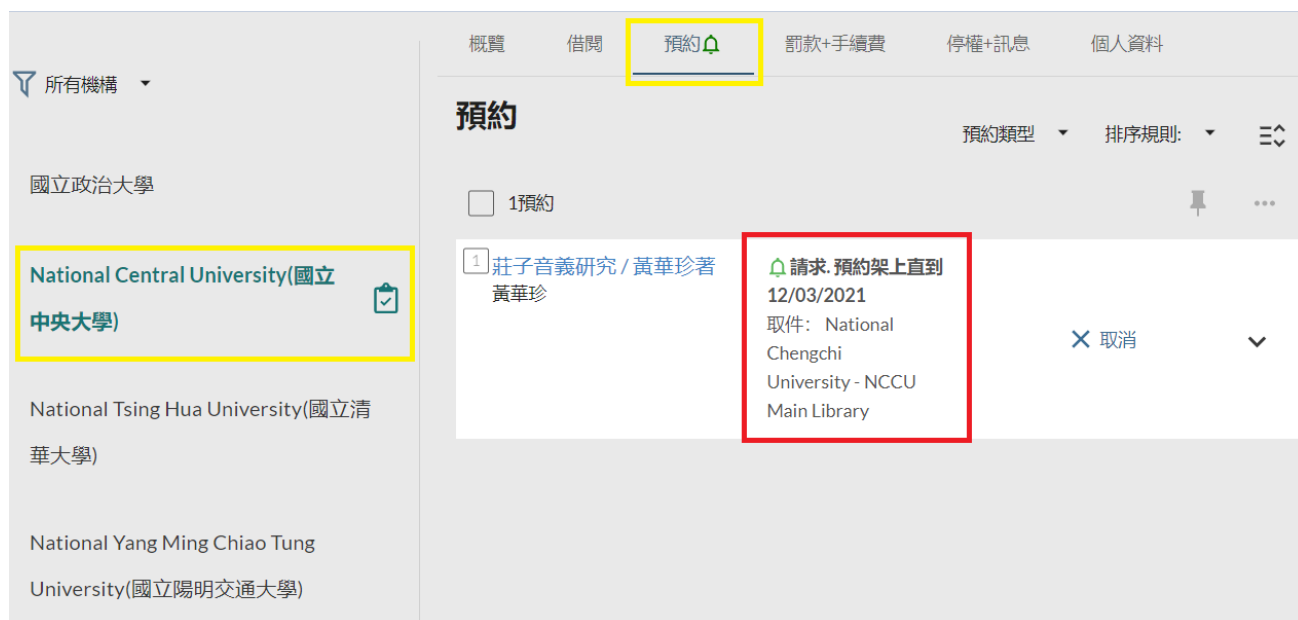 概覽
借閱
預約
罰款+手續費
停權+訊息
個人資料
所有機構
預約
預約類型
排序規則:
國立政治大學
1預約
National Central University(國立
中央大學)
1
莊子音義研究 / 黃華珍著
黃華珍
請求. 預約架上直到
12/03/2021
取件： National
Chengchi
University - NCCU
Main Library
取消
National Tsing Hua University(國立清
華大學)
National Yang Ming Chiao Tung
University(國立陽明交通大學)